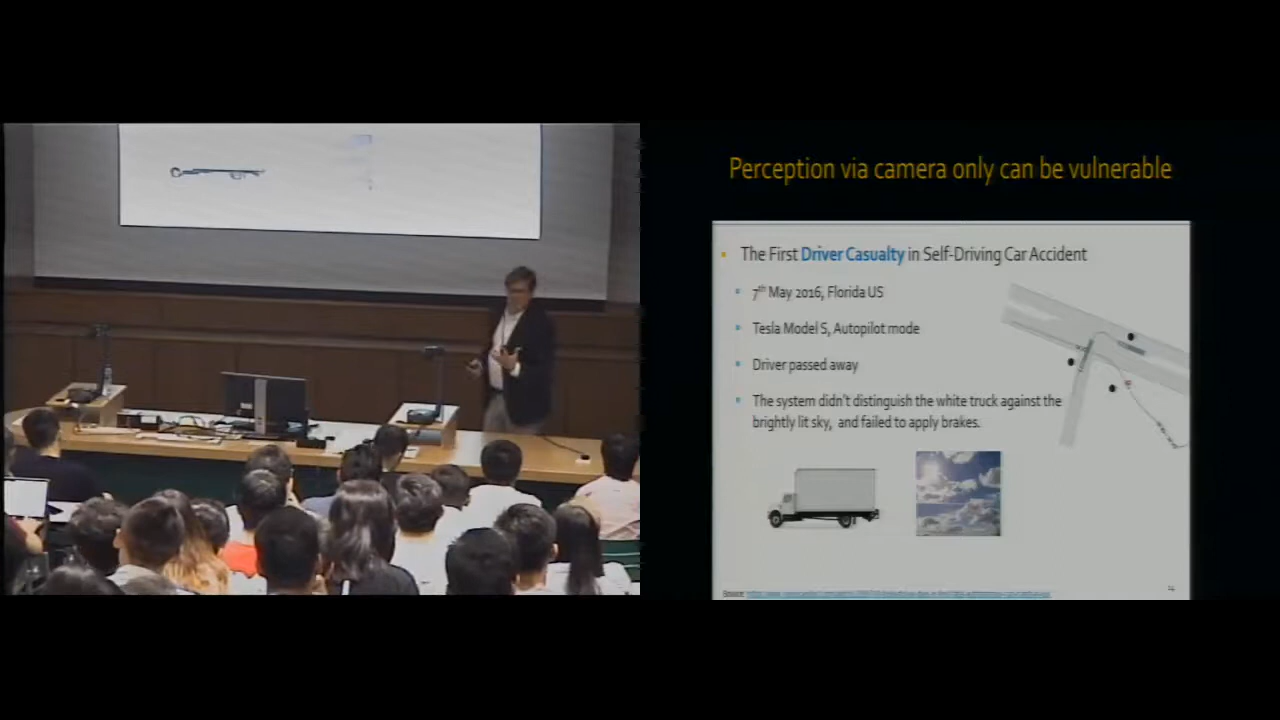 Perception via camera only can be vulnerable
The First Driver Casualty in Self-Driving Car Accident
7th May 2016, Florida US
Tesla Model S, Autopilot mode
Driver passed away
The system didn't distinguish the white truck against the
brightly lit sky, and failed to apply brakes.
Source:
14